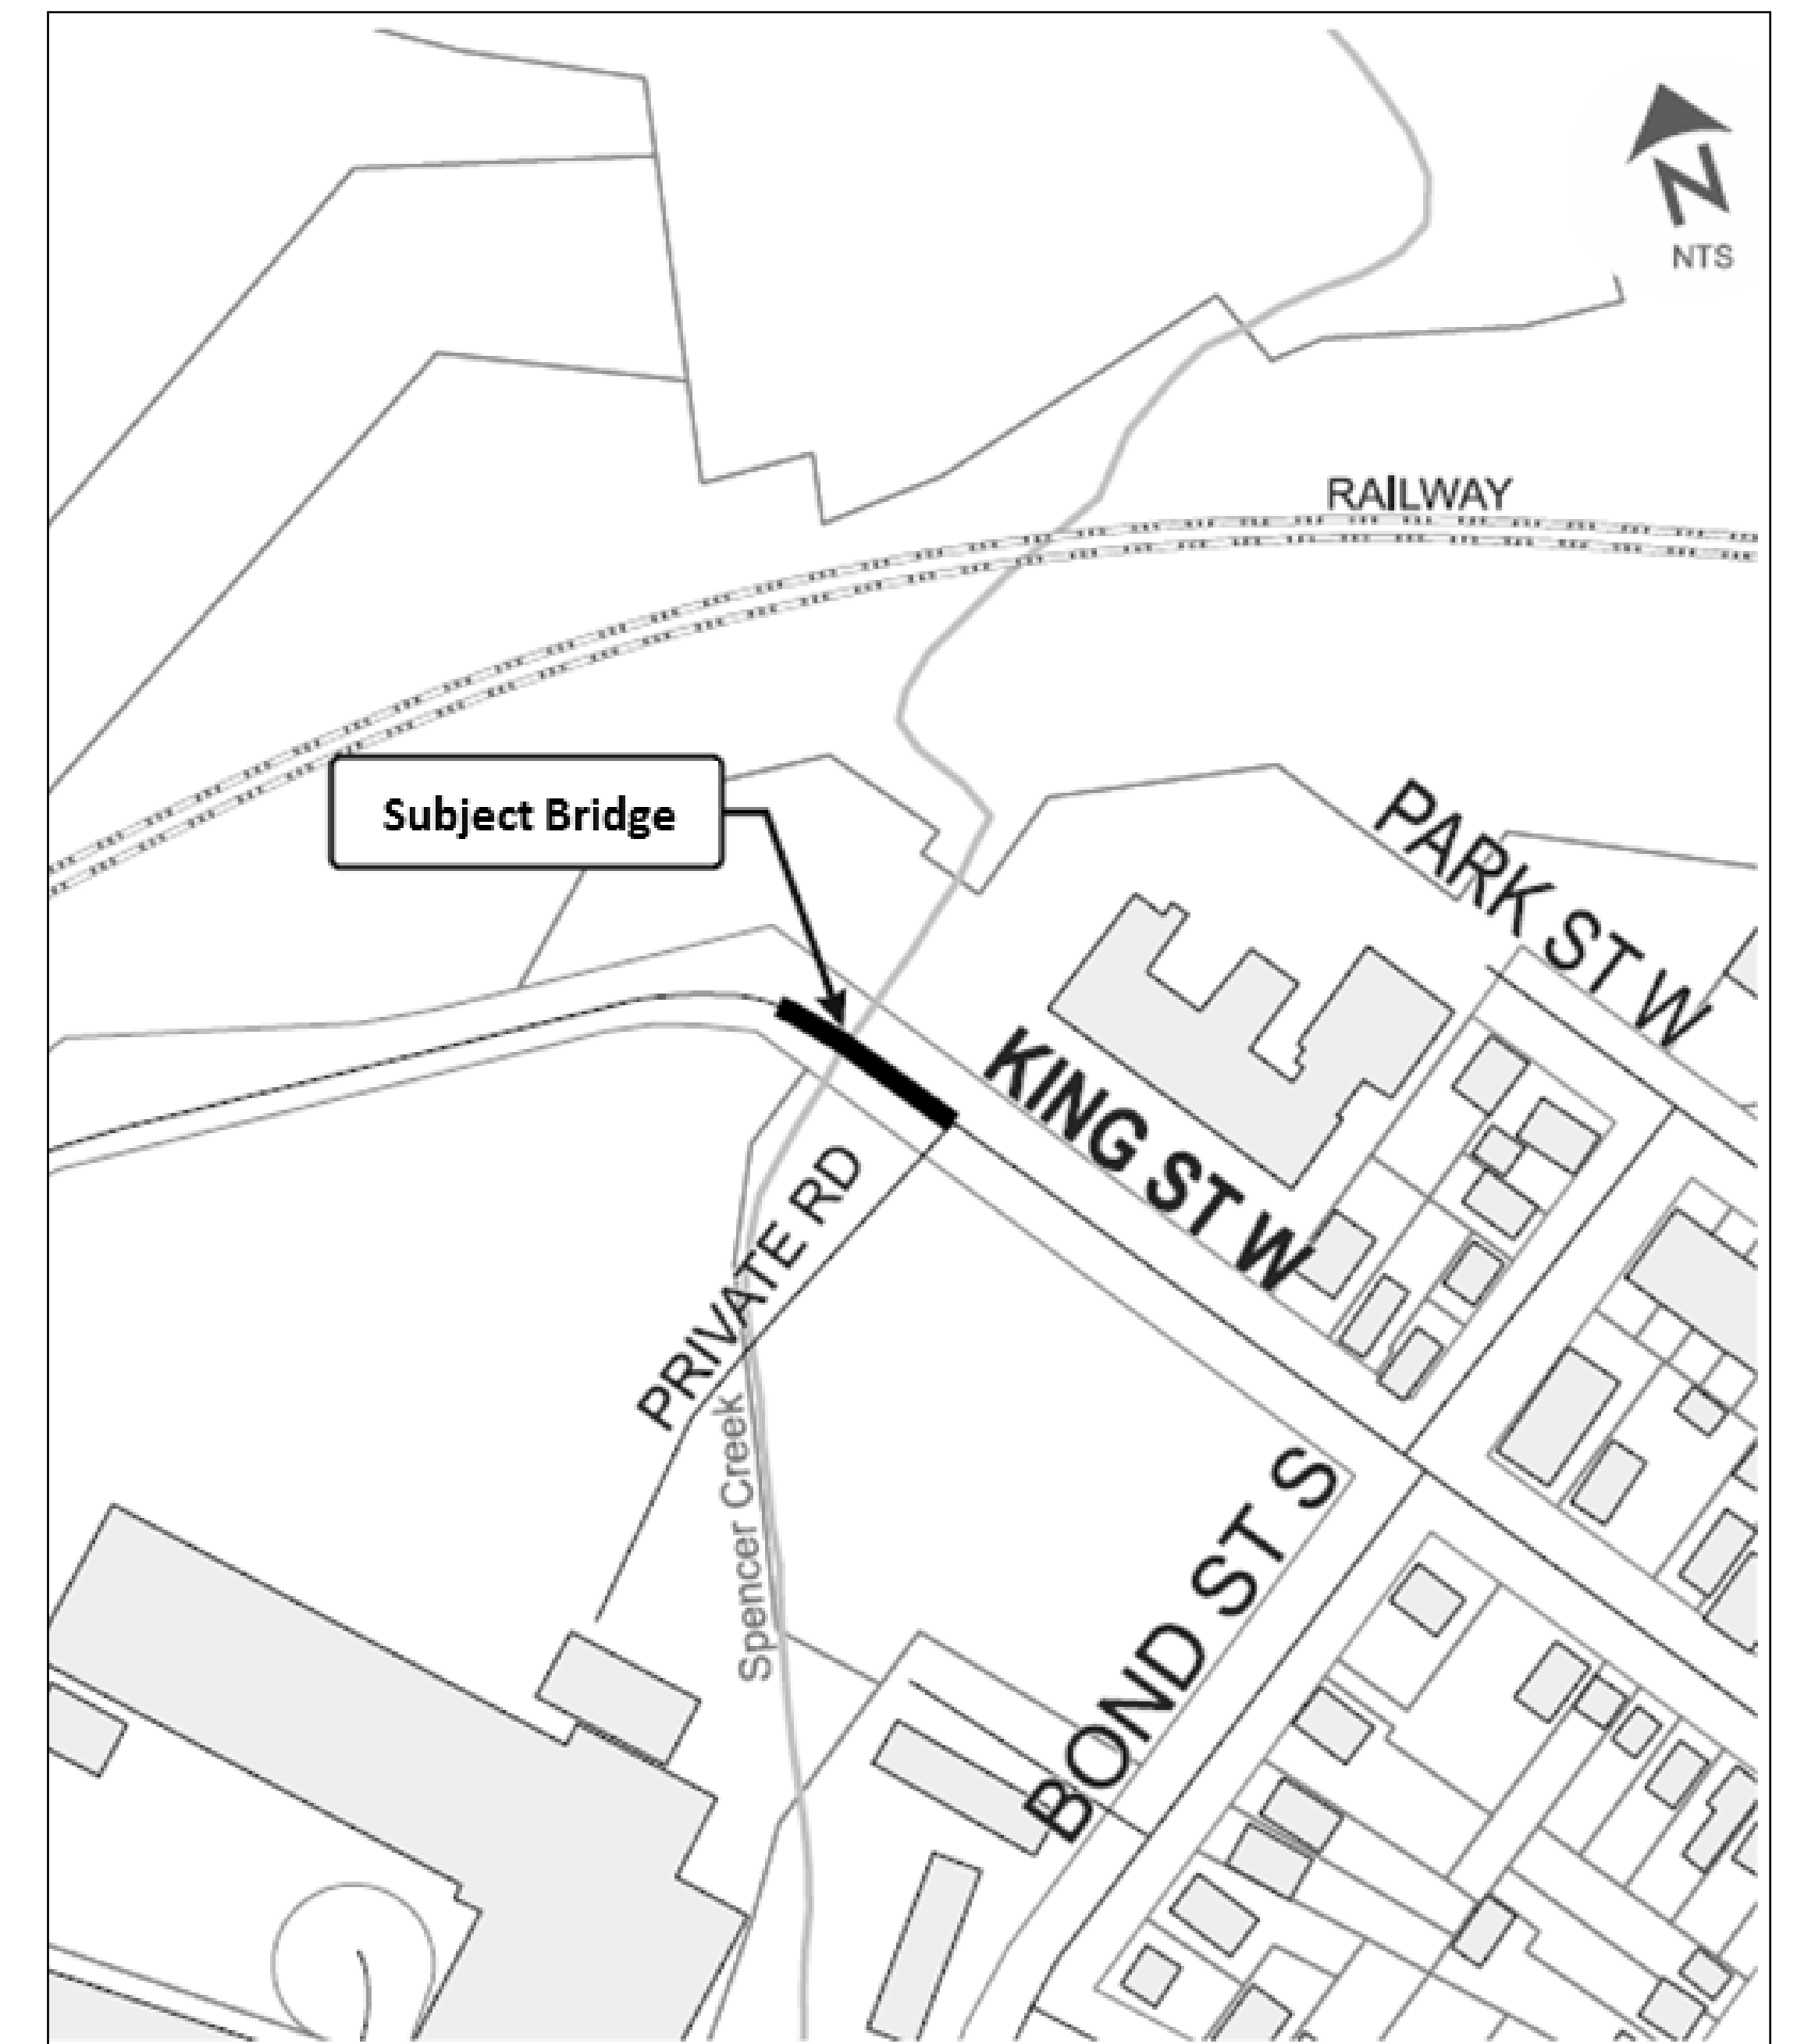 N
NTS
RAILWAY
Subject Bridge
PARK ST W
KING ST W
PRIVATE RD
Spencer Creek
BOND ST S